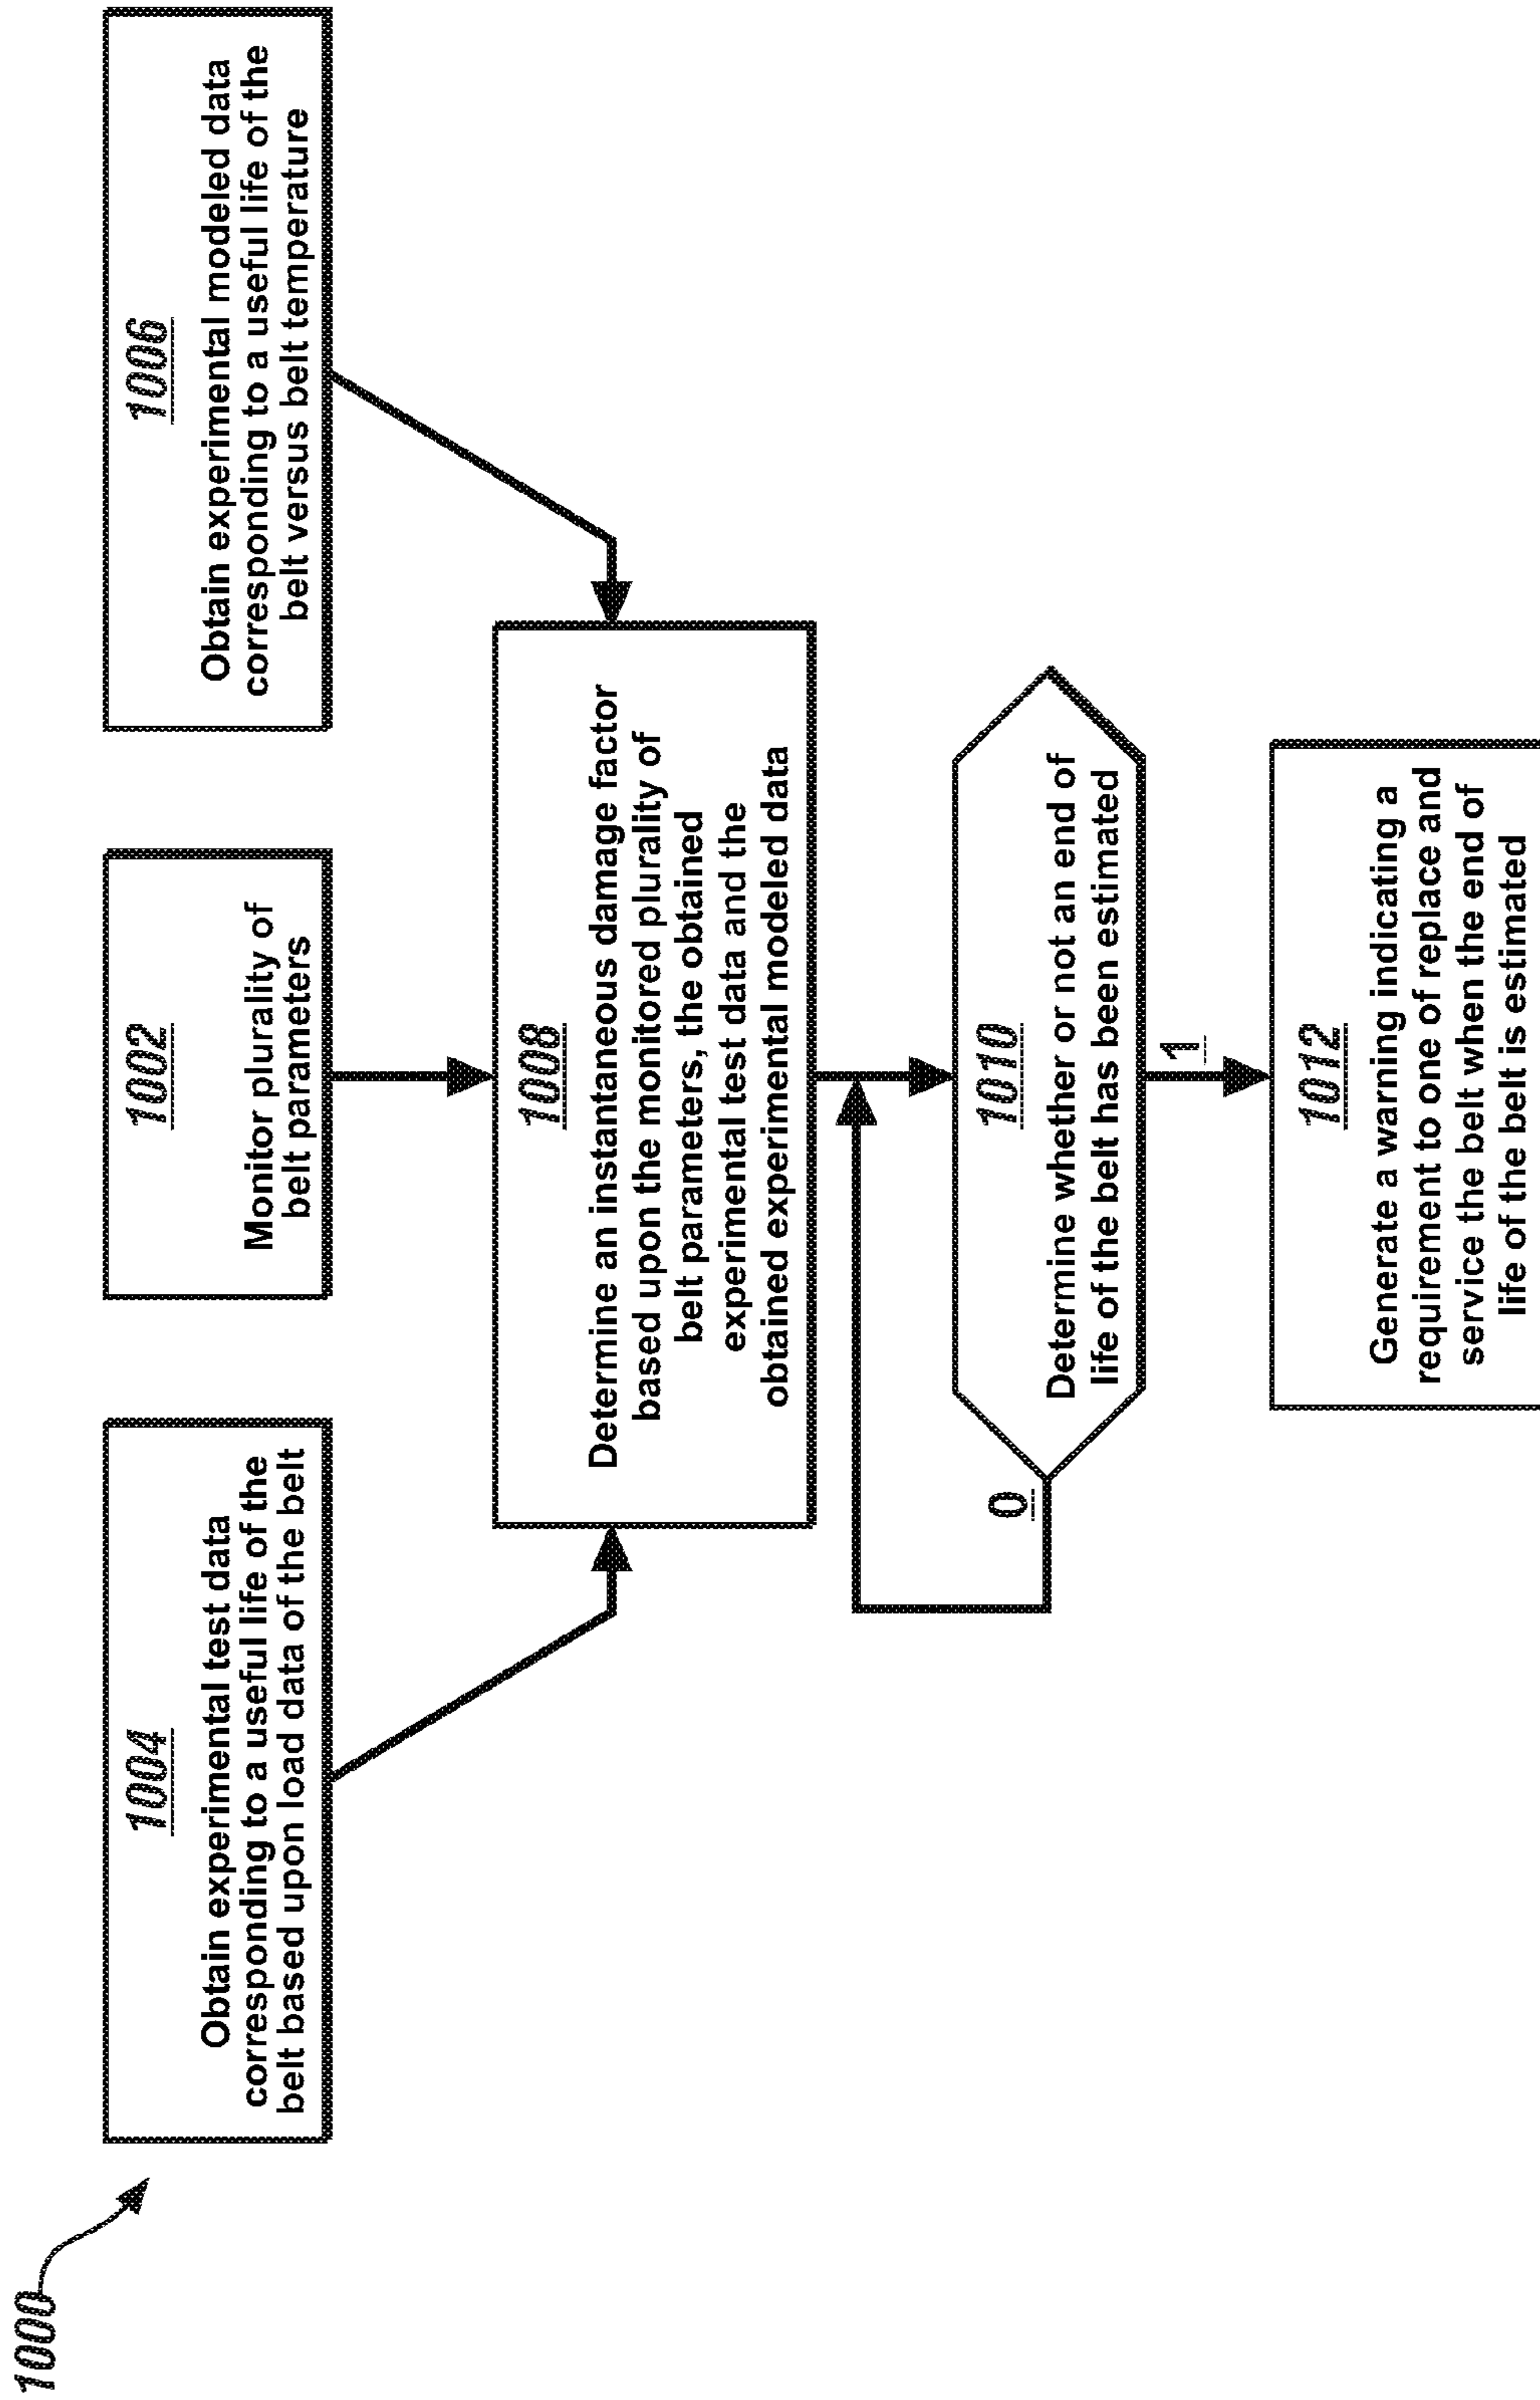 1000
1004
Obtain experimental test data
corresponding to a useful life of the
belt based upon load data of the belt
1002
Monitor plurality of
belt parameters
1006
Obtain experimental modeled data
corresponding to a useful life of the
belt versus belt temperature
1008
Determine an instantaneous damage factor
based upon the monitored plurality of
belt parameters, the obtained
experimental test data and the
obtained experimental modeled data
0
1010
Determine whether or not an end of
life of the belt has been estimated
1
1012
Generate a warning indicating a
requirement to one of replace and
service the belt when the end of
life of the belt is estimated